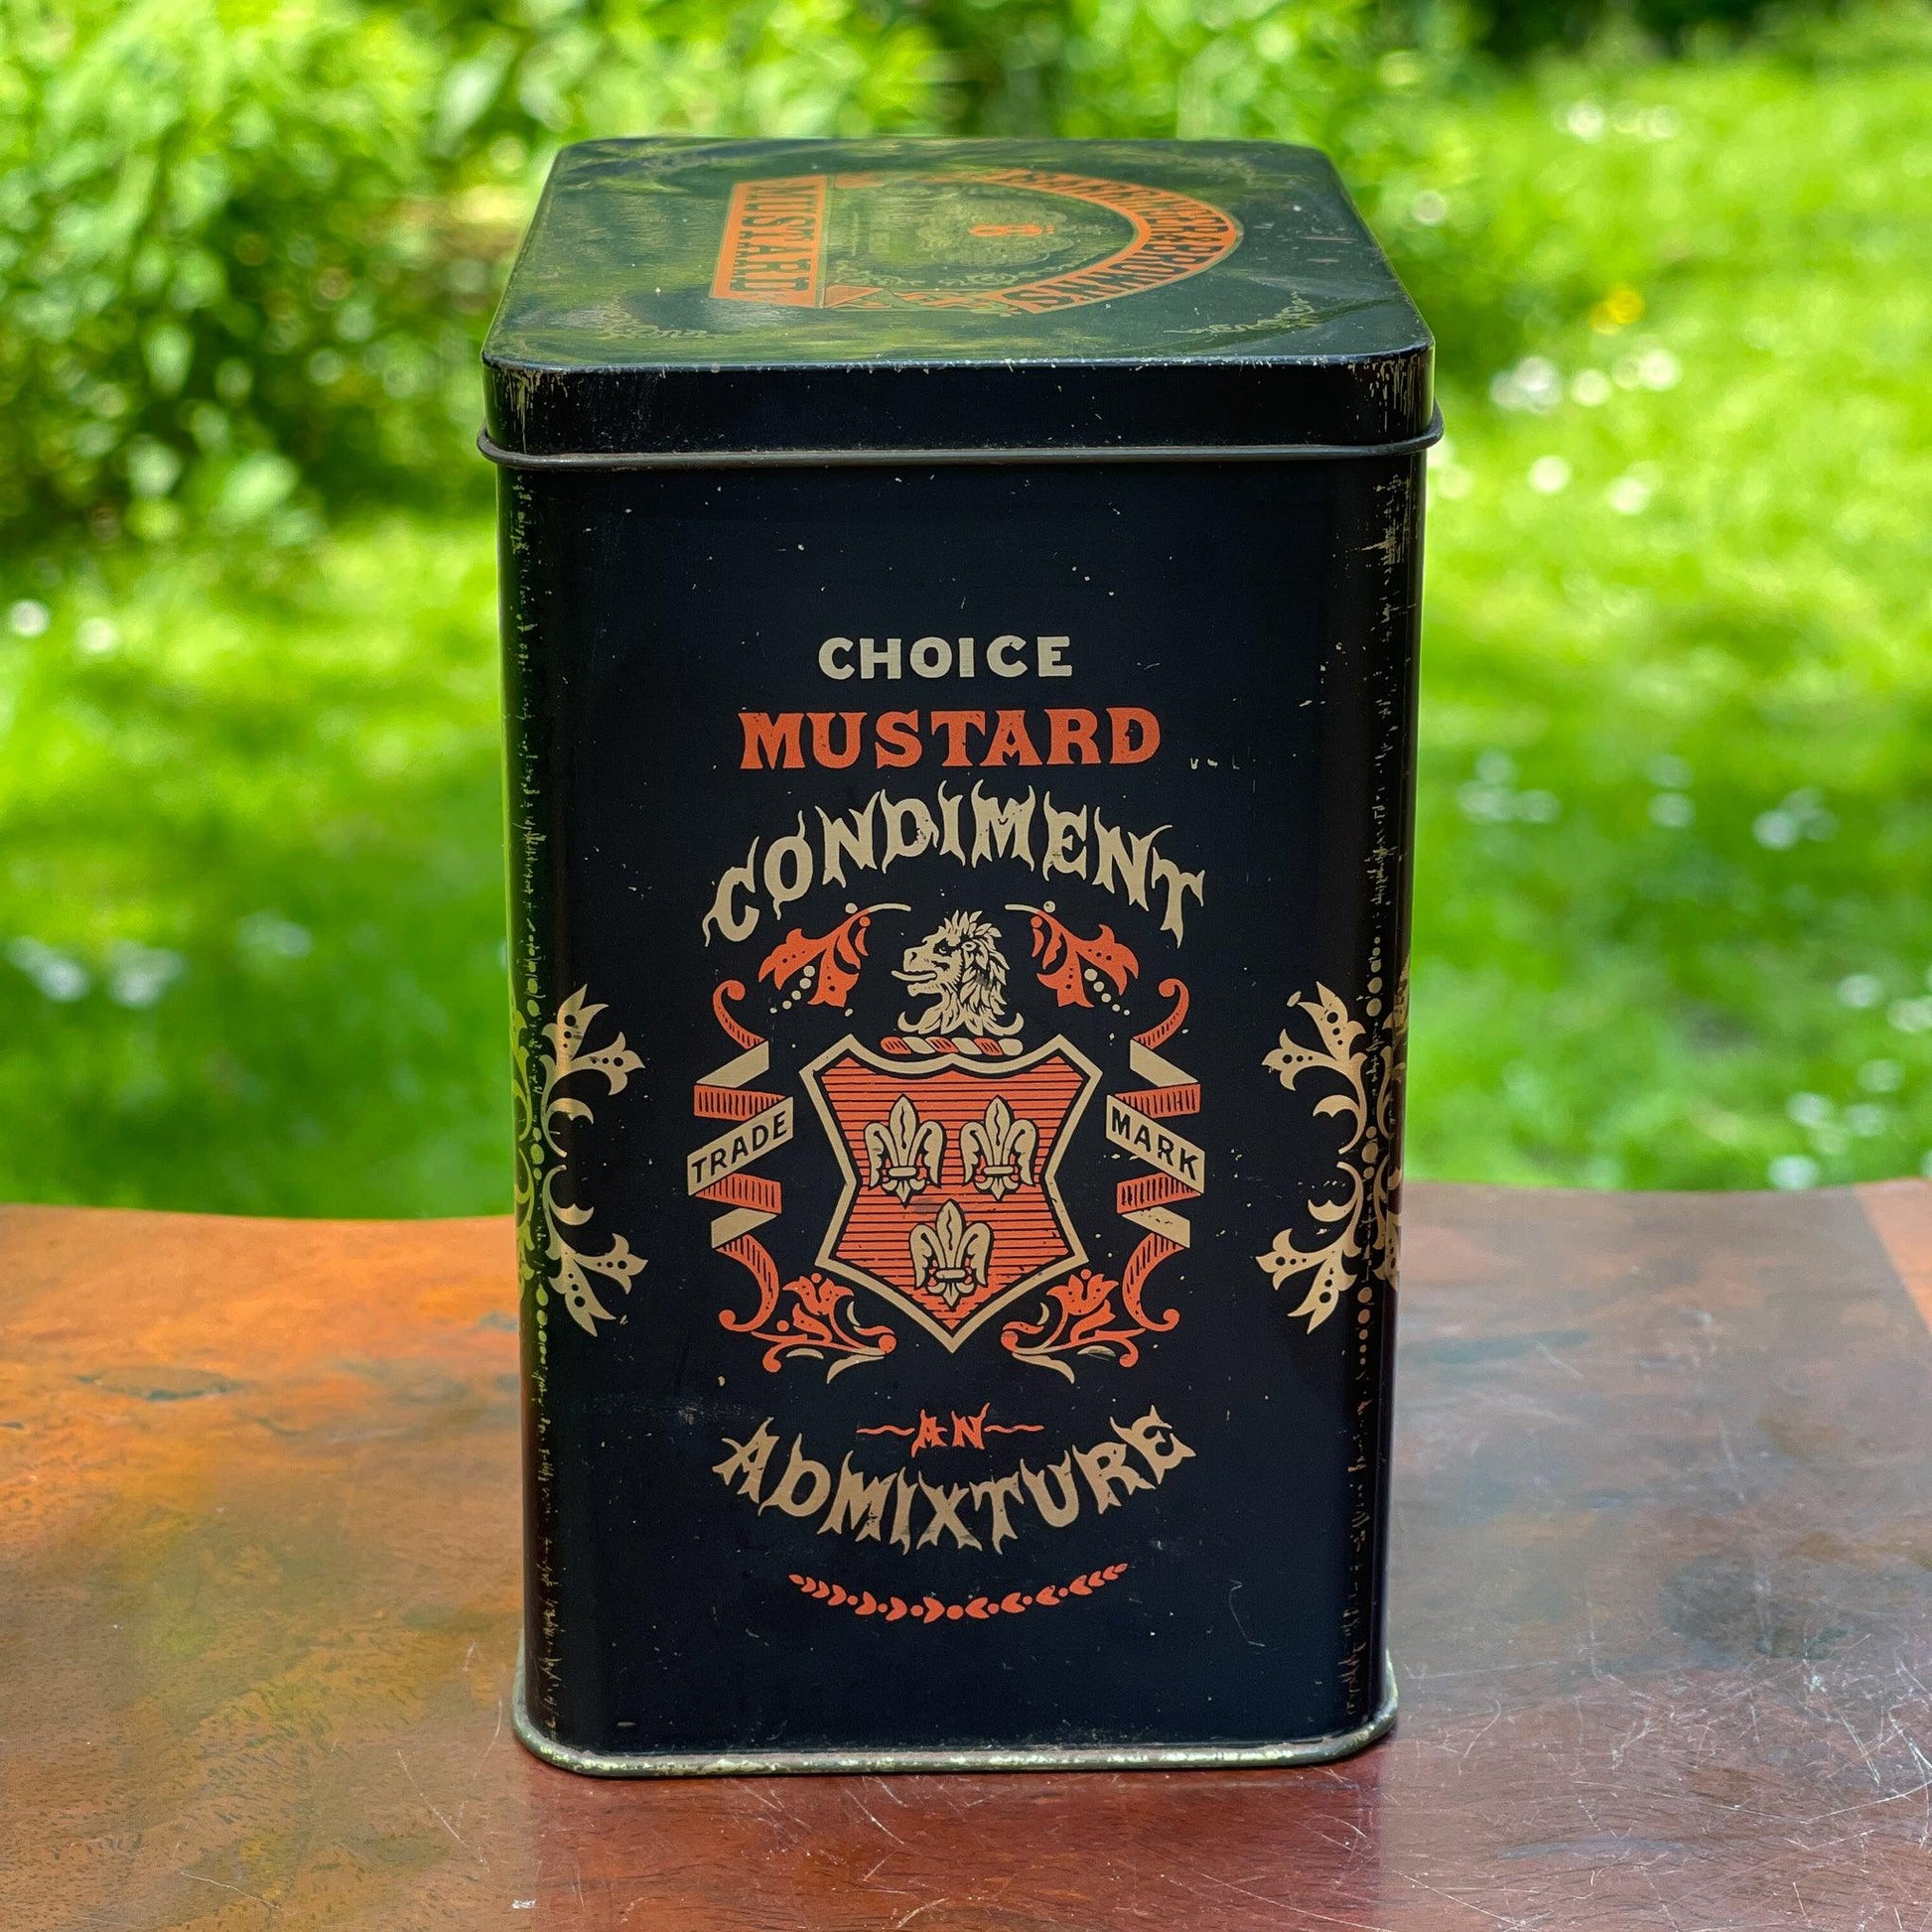 MUSTARD
CHOICE
MUSTARD
CONDIMENT
TRADE MARK
AN
ADMIXTURE